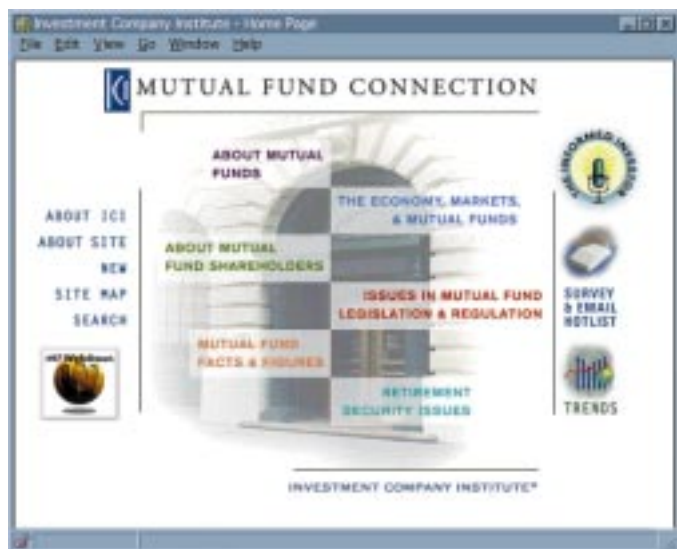 Investment Company Institute - Home Page
File Edit View Go Window Help
ICI MUTUAL FUND CONNECTION
ABOUT MUTUAL
FUNDS
THE ECONOMY, MARKETS,
& MUTUAL FUNDS
ABOUT MUTUAL
FUND SHAREHOLDERS
ISSUES IN MUTUAL FUND
LEGISLATION & REGULATION
MUTUAL FUND
FACTS & FIGURES
RETIREMENT
SECURITY ISSUES
INVESTMENT COMPANY INSTITUTE®
ABOUT ICI
ABOUT SITE
NEW
SITE MAP
SEARCH
THE INFORMED INVESTOR
SURVEY
& EMAIL
HOTLIST
TRENDS